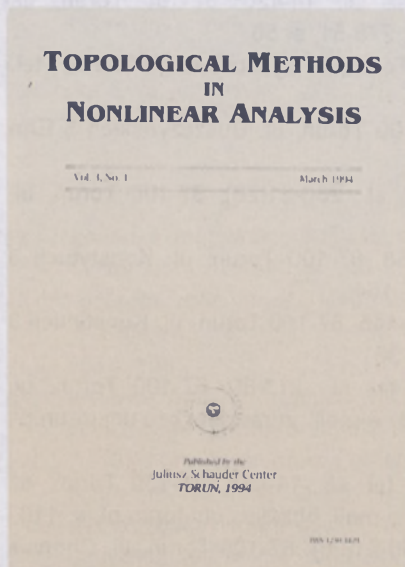 TOPOLOGICAL METHODS
IN
NONLINEAR ANALYSIS
March 1994
Published by the
Juliusz Schauder Center
TORUŃ, 1994